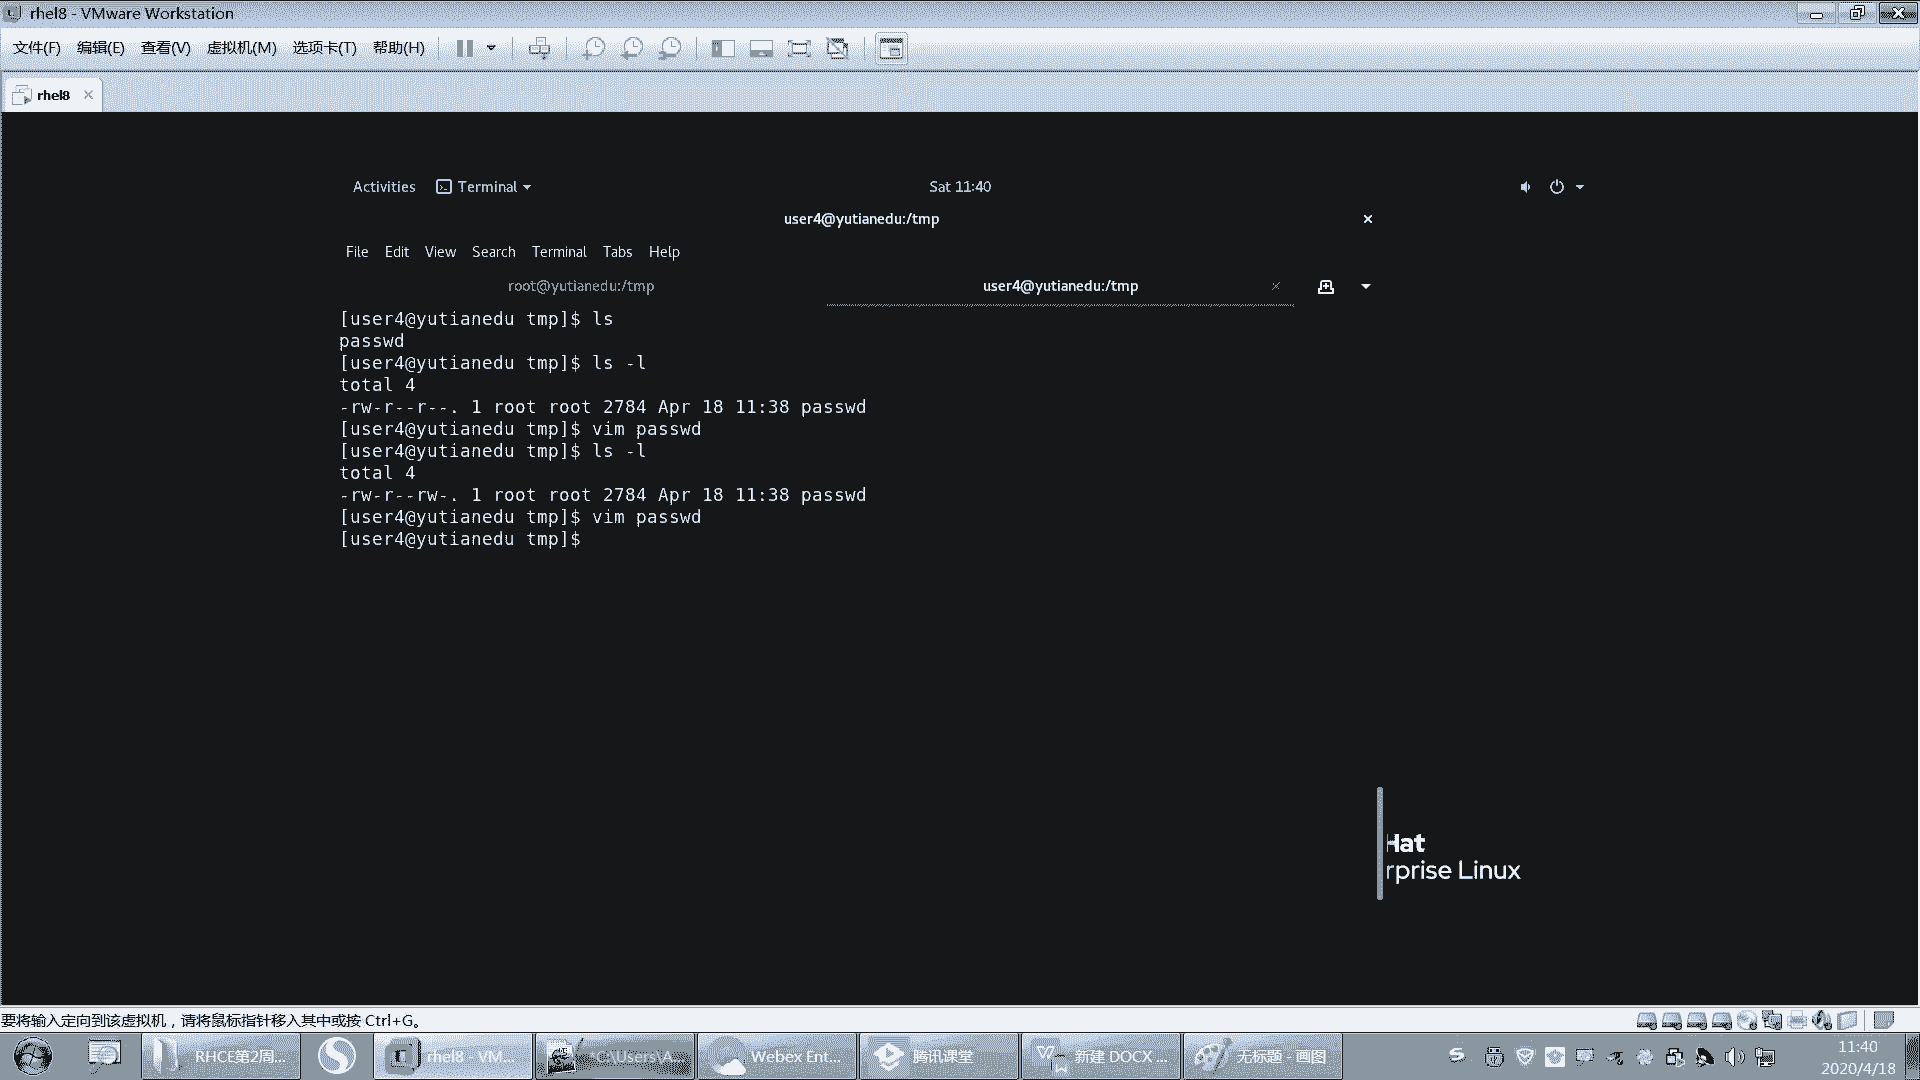 rhel8 - VMware Workstation
文件(F) 编辑(E) 查看(V) 虚拟机(M) 选项卡(T) 帮助(H)
rhel8
Activities Terminal Sat 11:40
user4@yutianedu:/tmp
File Edit View Search Terminal Tabs Help
root@yutianedu:/tmp user4@yutianedu:/tmp
[user4@yutianedu tmp]$ ls
passwd
[user4@yutianedu tmp]$ ls -l
total 4
-rw-r--r--. 1 root root 2784 Apr 18 11:38 passwd
[user4@yutianedu tmp]$ vim passwd
[user4@yutianedu tmp]$ ls -l
total 4
-rw-r--rw-. 1 root root 2784 Apr 18 11:38 passwd
[user4@yutianedu tmp]$ vim passwd
[user4@yutianedu tmp]$
Hat
rprise Linux
要将输入定向到该虚拟机，请将鼠标指针移入其中或按 Ctrl+G。
RHCE第2周... rhel8 - VM... *C:\Users\A... Webex Ent... 腾讯课堂 新建 DOCX ... 无标题 - 画图 11:40
2020/4/18